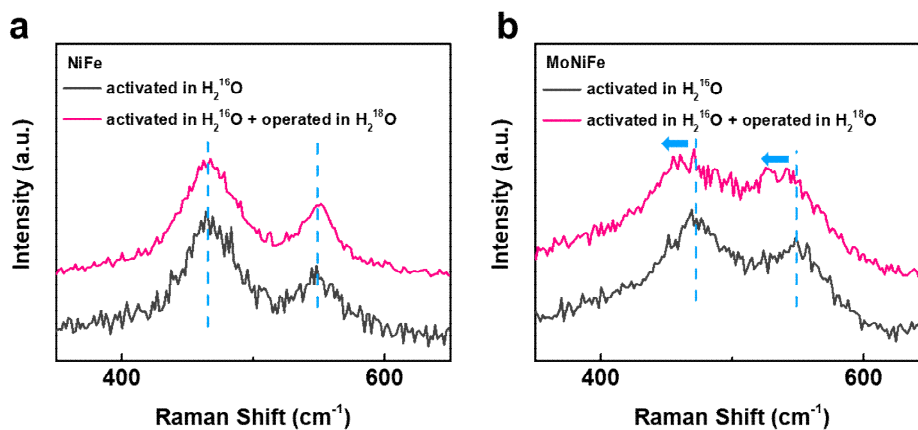 a
NiFe
activated in H₂¹⁶O
activated in H₂¹⁶O + operated in H₂¹⁸O
Intensity (a.u.)
400
600
Raman Shift (cm⁻¹)
b
MoNiFe
activated in H₂¹⁶O
activated in H₂¹⁶O + operated in H₂¹⁸O
Intensity (a.u.)
400
600
Raman Shift (cm⁻¹)